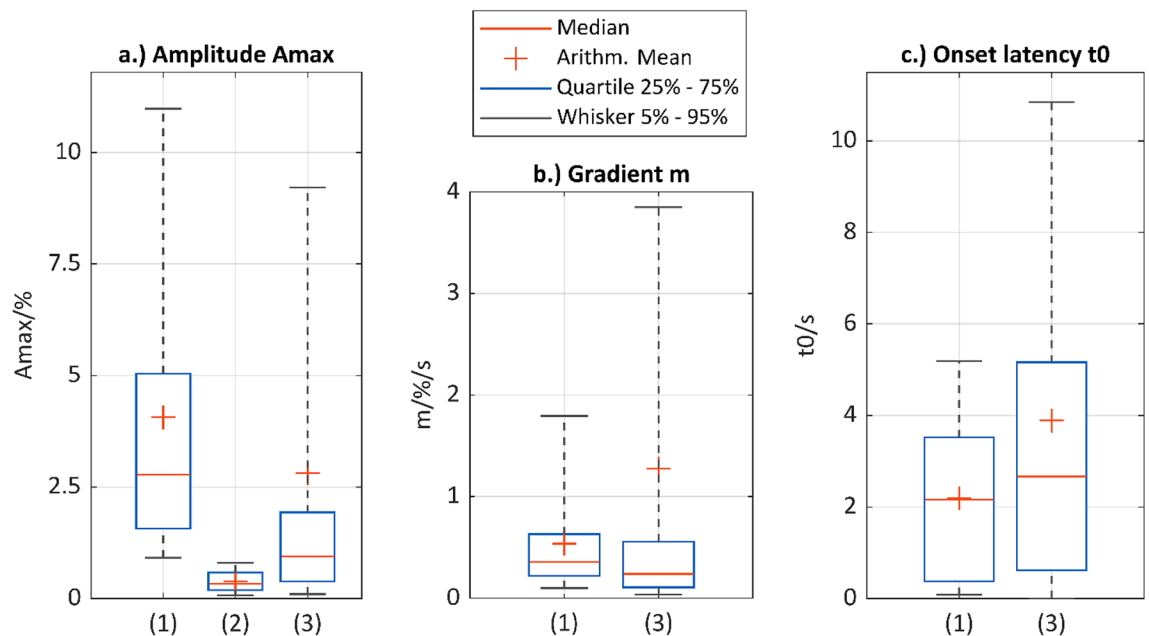 Median
Arithm. Mean
Quartile 25% - 75%
Whisker 5% - 95%
a.) Amplitude Amax
10
7.5
5
2.5
0
Amax/%
(1) (2) (3)
b.) Gradient m
4
3
2
1
0
m/%/s
(1) (3)
c.) Onset latency t0
10
8
6
4
2
0
t0/s
(1) (3)